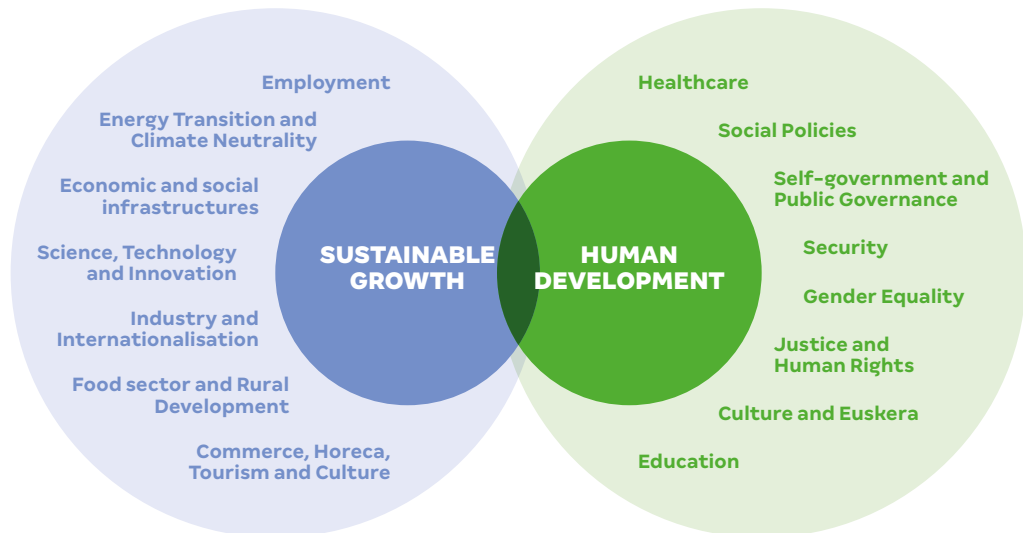 Employment
Energy Transition and
Climate Neutrality
Economic and social
infrastructures
Science, Technology
and Innovation
Industry and
Internationalisation
Food sector and Rural
Development
Commerce, Horeca,
Tourism and Culture
SUSTAINABLE
GROWTH
HUMAN
DEVELOPMENT
Healthcare
Social Policies
Self-government and
Public Governance
Security
Gender Equality
Justice and
Human Rights
Culture and Euskera
Education